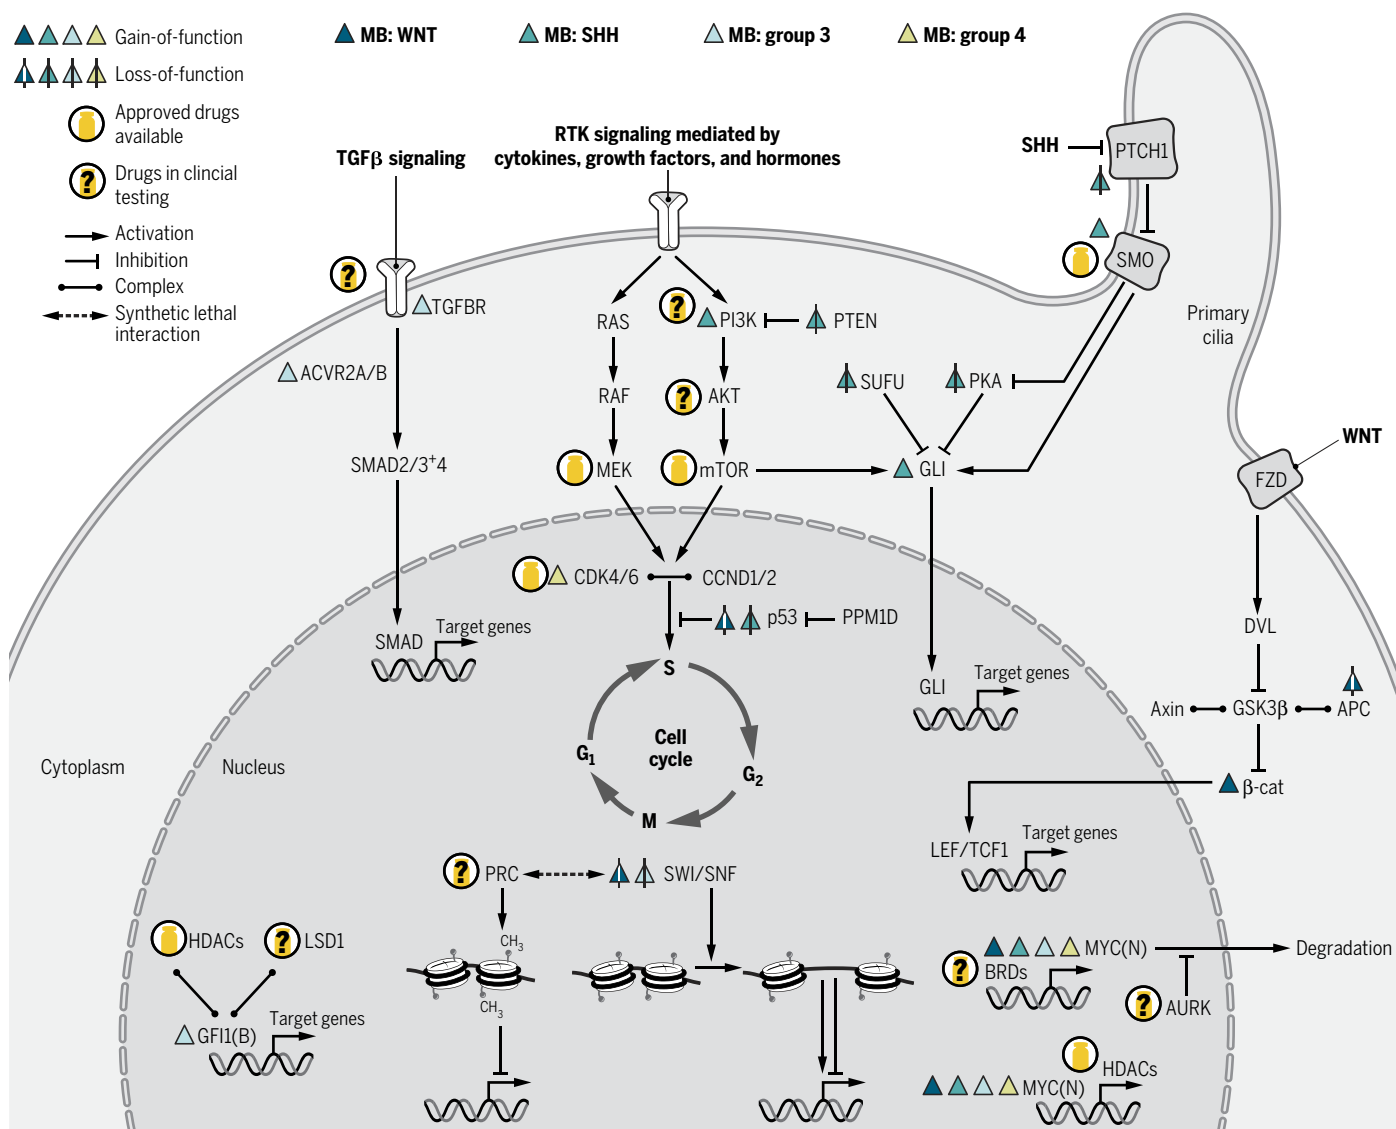 Gain-of-function
MB: WNT
MB: SHH
MB: group 3
MB: group 4
Loss-of-function
Approved drugs
available
Drugs in clincial
testing
Activation
Inhibition
Complex
Synthetic lethal
interaction
TGFβ signaling
RTK signaling mediated by
cytokines, growth factors, and hormones
SHH
PTCH1
SMO
Primary
cilia
?
TGFBR
ACVR2A/B
SMAD2/3+4
SMAD
Target genes
RAS
RAF
MEK
?
PI3K
PTEN
?
AKT
mTOR
SUFU
PKA
GLI
WNT
FZD
DVL
Axin
GSK3β
APC
β-cat
CDK4/6
CCND1/2
p53
PPM1D
S
G1
Cell
cycle
G2
M
GLI
Target genes
LEF/TCF1
Target genes
Cytoplasm
Nucleus
?
PRC
SWI/SNF
CH3
CH3
HDACs
?
LSD1
GFI1(B)
Target genes
MYC(N)
Degradation
?
BRDs
?
AURK
HDACs
MYC(N)